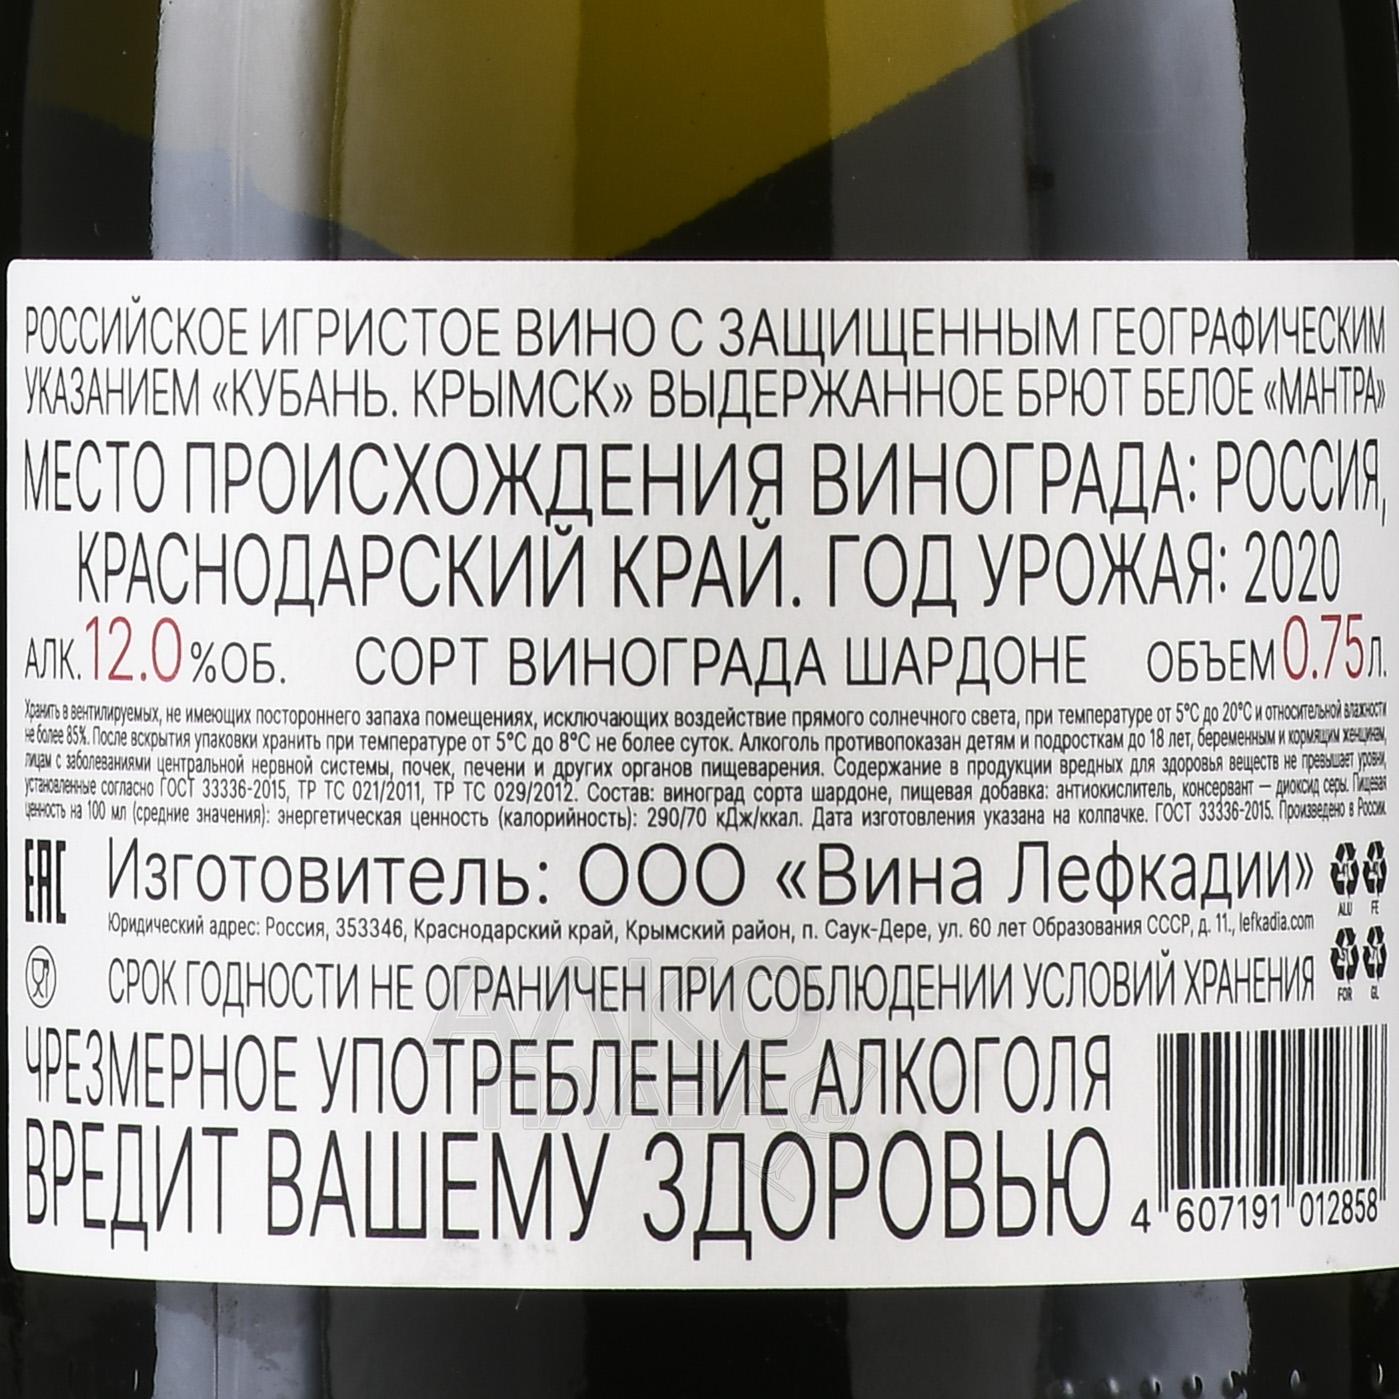 РОССИЙСКОЕ ИГРИСТОЕ ВИНО С ЗАЩИЩЕННЫМ ГЕОГРАФИЧЕСКИМ
УКАЗАНИЕМ «КУБАНЬ. КРЫМСК» ВЫДЕРЖАННОЕ БРЮТ БЕЛОЕ «МАНТРА»
МЕСТО ПРОИСХОЖДЕНИЯ ВИНОГРАДА: РОССИЯ,
КРАСНОДАРСКИЙ КРАЙ. ГОД УРОЖАЯ: 2020
АЛК. 12.0 % ОБ. СОРТ ВИНОГРАДА ШАРДОНЕ ОБЪЕМ 0.75 Л.
Хранить в вентилируемых, не имеющих постороннего запаха помещениях, исключающих воздействие прямого солнечного света, при температуре от 5°С до 20°С и относительной влажности
не более 85%. После вскрытия упаковки хранить при температуре от 5°С до 8°С не более суток. Алкоголь противопоказан детям и подросткам до 18 лет, беременным и кормящим женщинам,
лицам с заболеваниями центральной нервной системы, почек, печени и других органов пищеварения. Содержание в продукции вредных для здоровья веществ не превышает уровни,
установленные согласно ГОСТ 33336-2015, ТР ТС 021/2011, ТР ТС 029/2012. Состав: виноград сорта шардоне, пищевая добавка: антиокислитель, консервант — диоксид серы. Пищевая
ценность на 100 мл (средние значения): энергетическая ценность (калорийность): 290/70 кДж/ккал. Дата изготовления указана на колпачке. ГОСТ 33336-2015. Произведено в России.
EAC Изготовитель: ООО «Вина Лефкадии»
Юридический адрес: Россия, 353346, Краснодарский край, Крымский район, п. Саук-Дере, ул. 60 лет Образования СССР, д. 11., lefkadia.com
ALU FE
СРОК ГОДНОСТИ НЕ ОГРАНИЧЕН ПРИ СОБЛЮДЕНИИ УСЛОВИЙ ХРАНЕНИЯ
FOR GL
ЧРЕЗМЕРНОЕ УПОТРЕБЛЕНИЕ АЛКОГОЛЯ
ВРЕДИТ ВАШЕМУ ЗДОРОВЬЮ
4 607191 012858
АЛКО
ПЛАЗА.ru